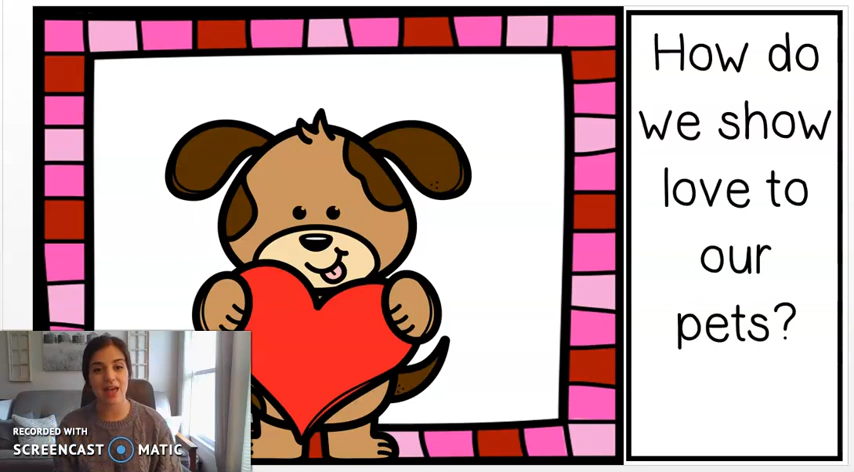 How do
we show
love to
our
pets?
RECORDED WITH
SCREENCAST MATIC